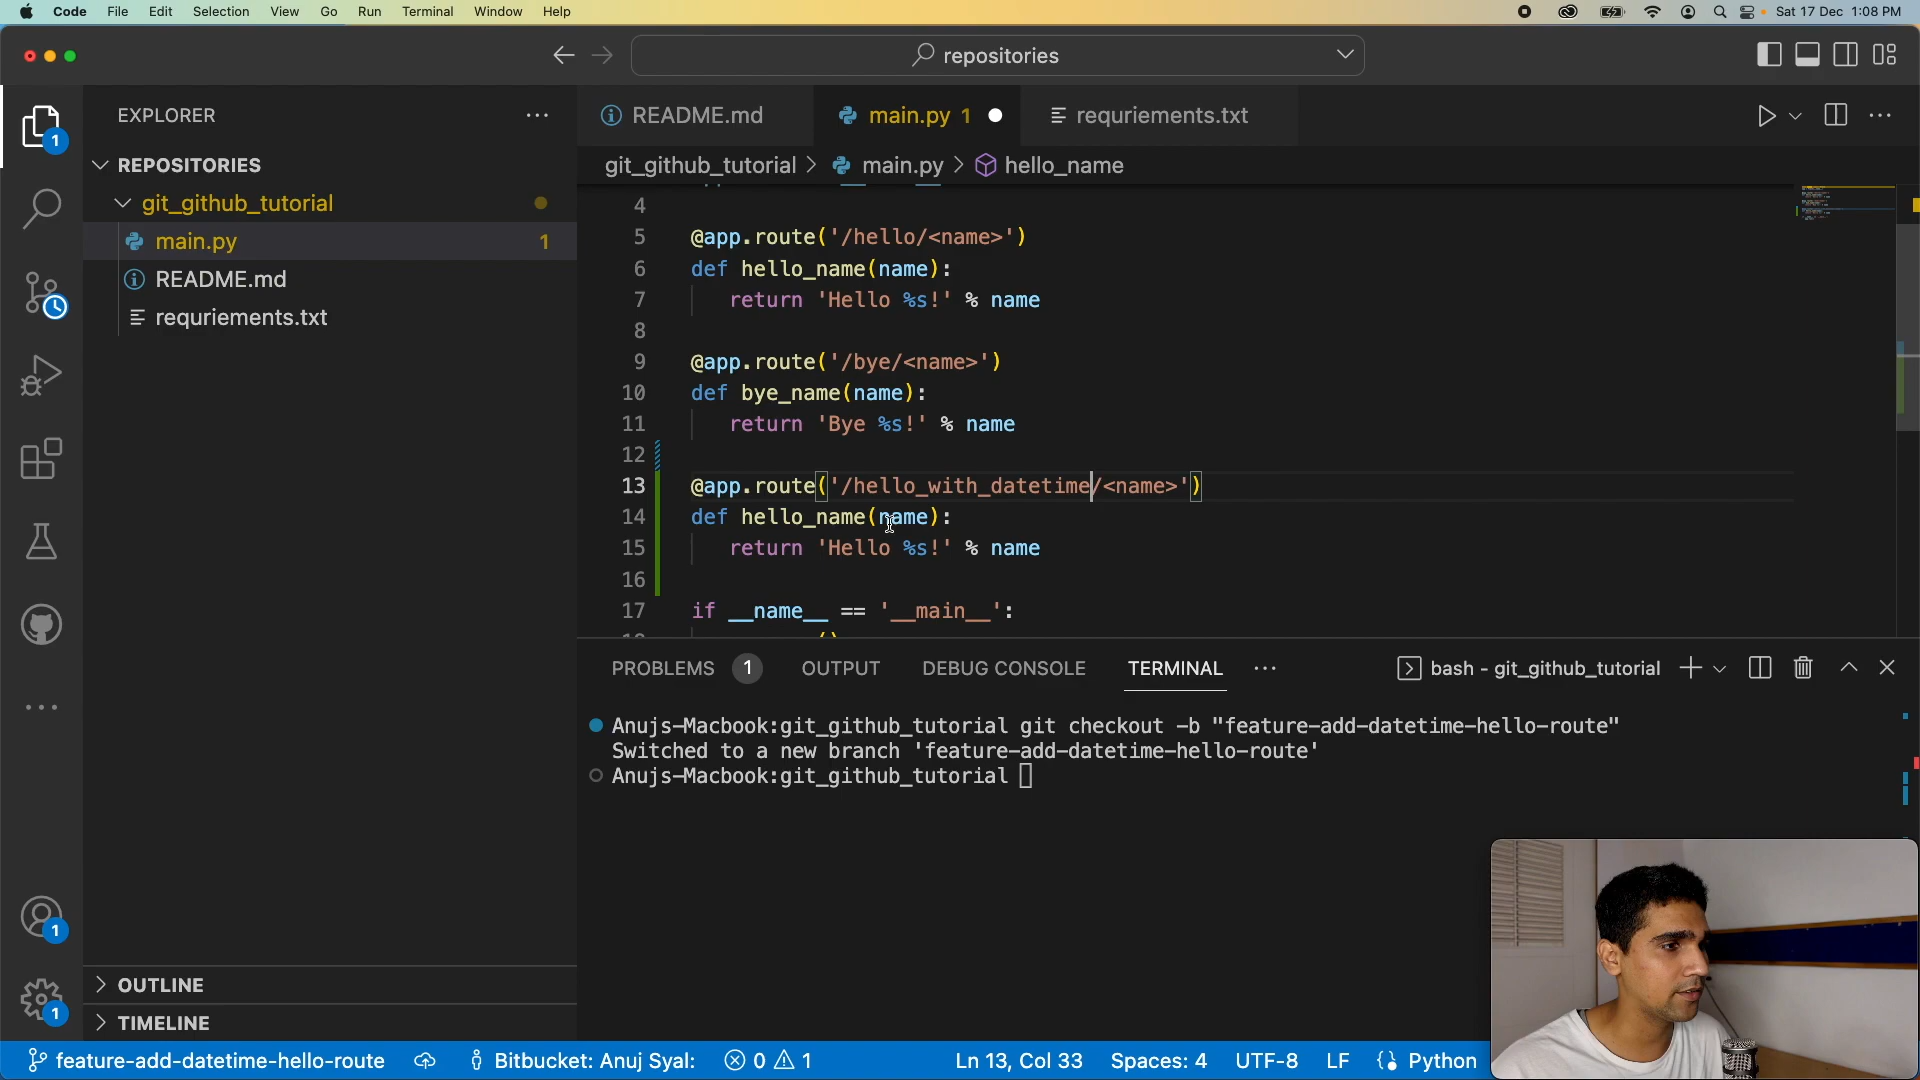 Code File Edit Selection View Go Run Terminal Window Help Sat 17 Dec 1:08 PM
repositories
EXPLORER
REPOSITORIES
git_github_tutorial
main.py 1
README.md
requriements.txt
OUTLINE
TIMELINE
1
1
1
README.md main.py 1 requriements.txt
git_github_tutorial > main.py > hello_name
4
5 @app.route('/hello/<name>')
6 def hello_name(name):
7 return 'Hello %s!' % name
8
9 @app.route('/bye/<name>')
10 def bye_name(name):
11 return 'Bye %s!' % name
12
13 @app.route('/hello_with_datetime/<name>')
14 def hello_name(name):
15 return 'Hello %s!' % name
16
17 if __name__ == '__main__':
PROBLEMS 1 OUTPUT DEBUG CONSOLE TERMINAL bash - git_github_tutorial
Anujs-Macbook:git_github_tutorial git checkout -b "feature-add-datetime-hello-route"
Switched to a new branch 'feature-add-datetime-hello-route'
Anujs-Macbook:git_github_tutorial
feature-add-datetime-hello-route Bitbucket: Anuj Syal: 0 1 Ln 13, Col 33 Spaces: 4 UTF-8 LF Python